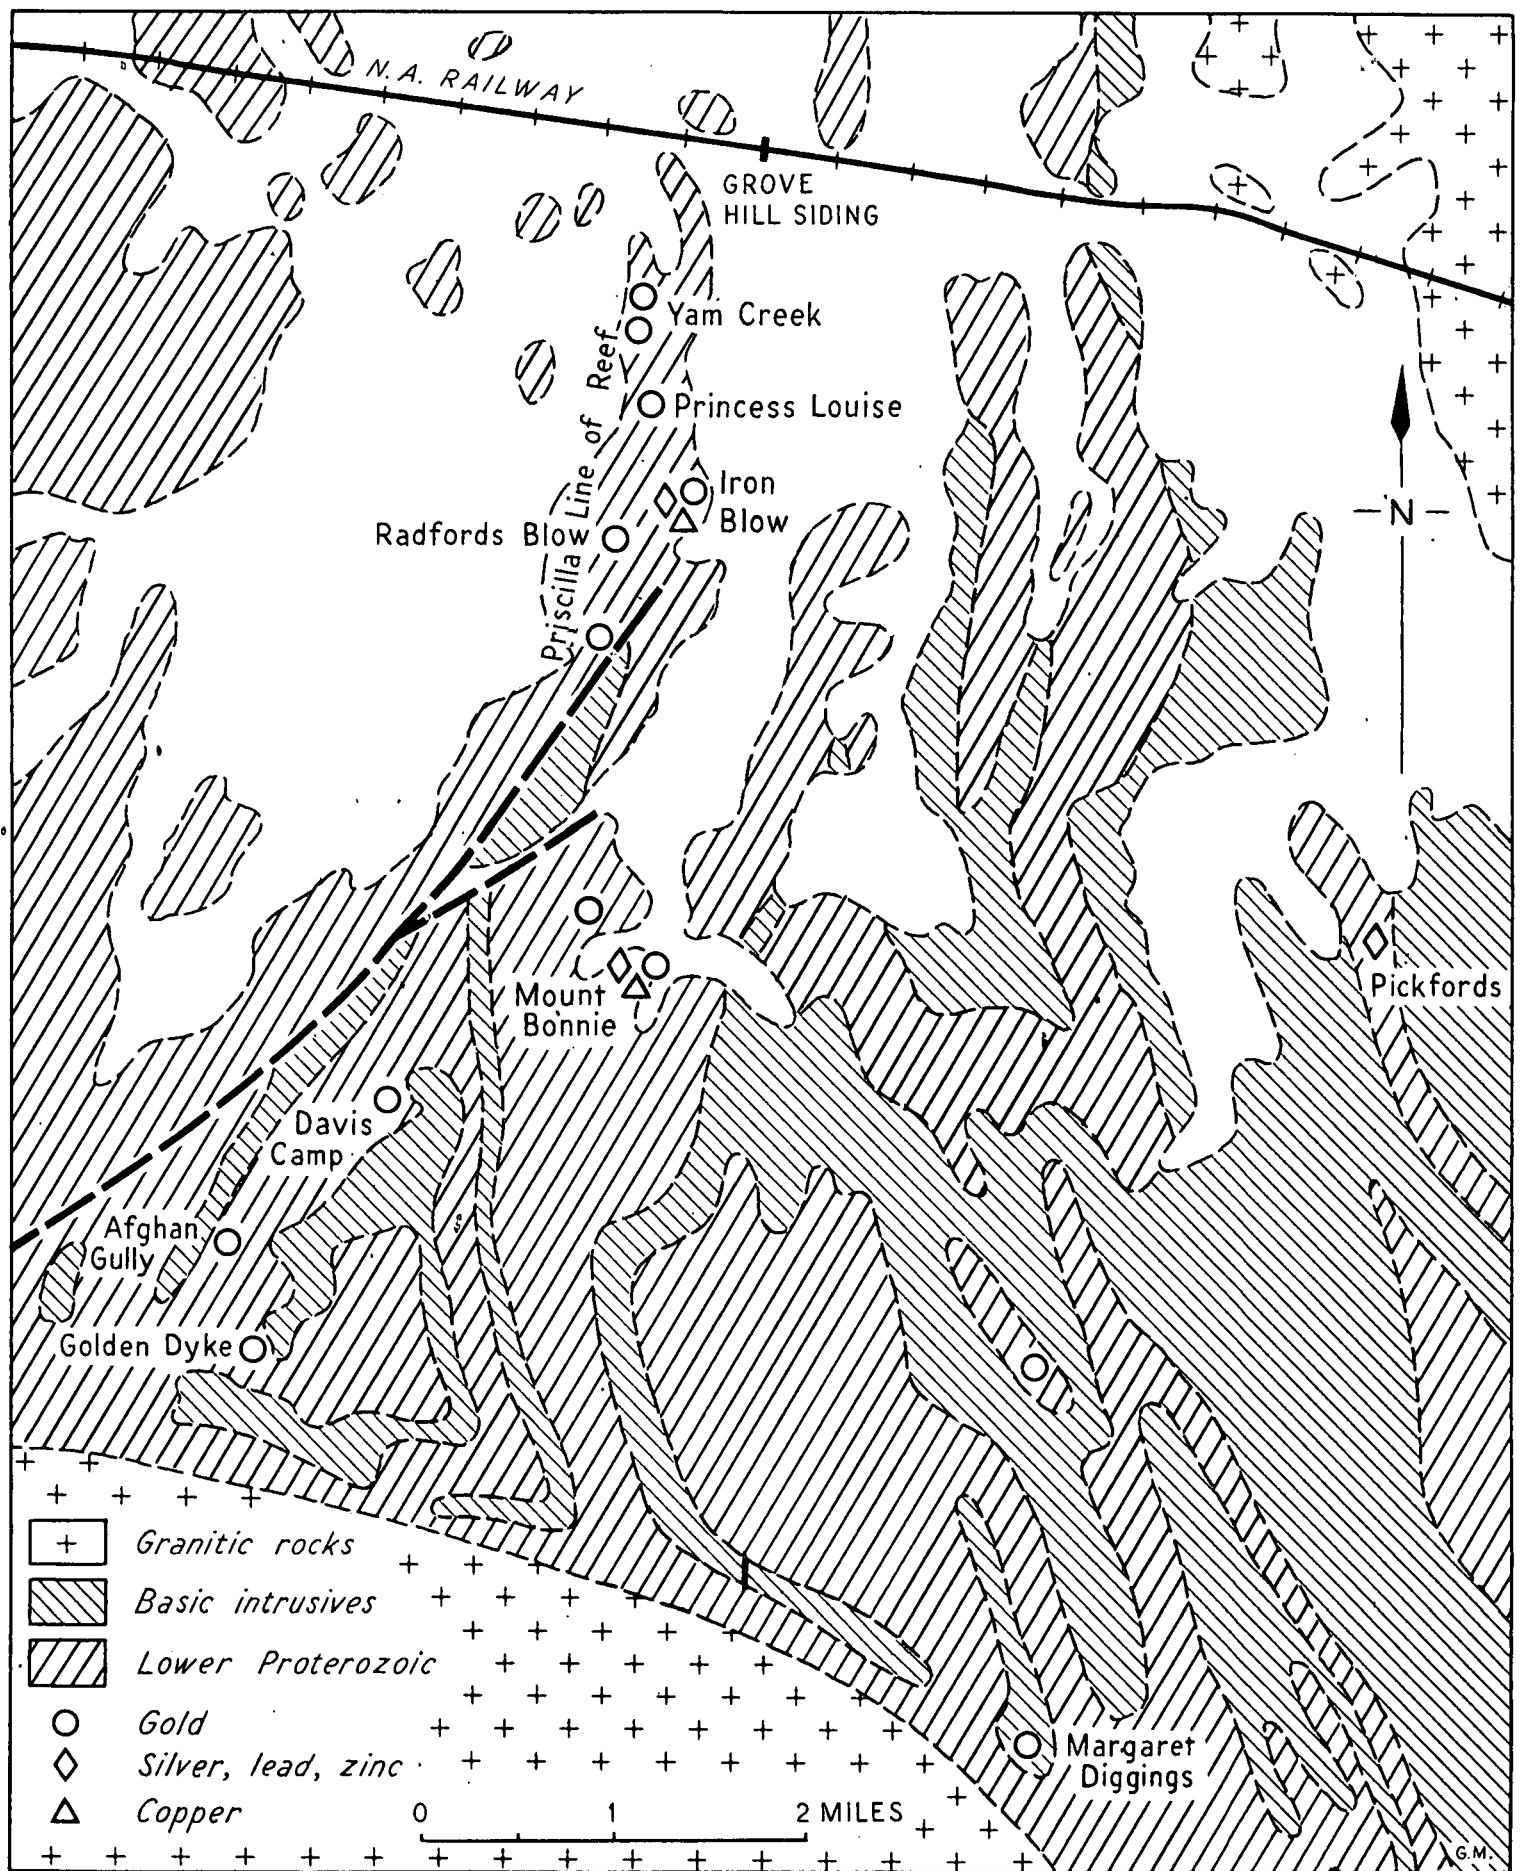 N.A. RAILWAY
GROVE
HILL SIDING
Yam Creek
Priscilla Line of Reef
Princess Louise
Iron
Blow
Radfords Blow
—N—
Mount
Bonnie
Pickfords
Davis
Camp
Afghan
Gully
Golden Dyke
Granitic rocks
Basic intrusives
Lower Proterozoic
Gold
Silver, lead, zinc
Copper
0 1 2 MILES
Margaret
Diggings
G.M.